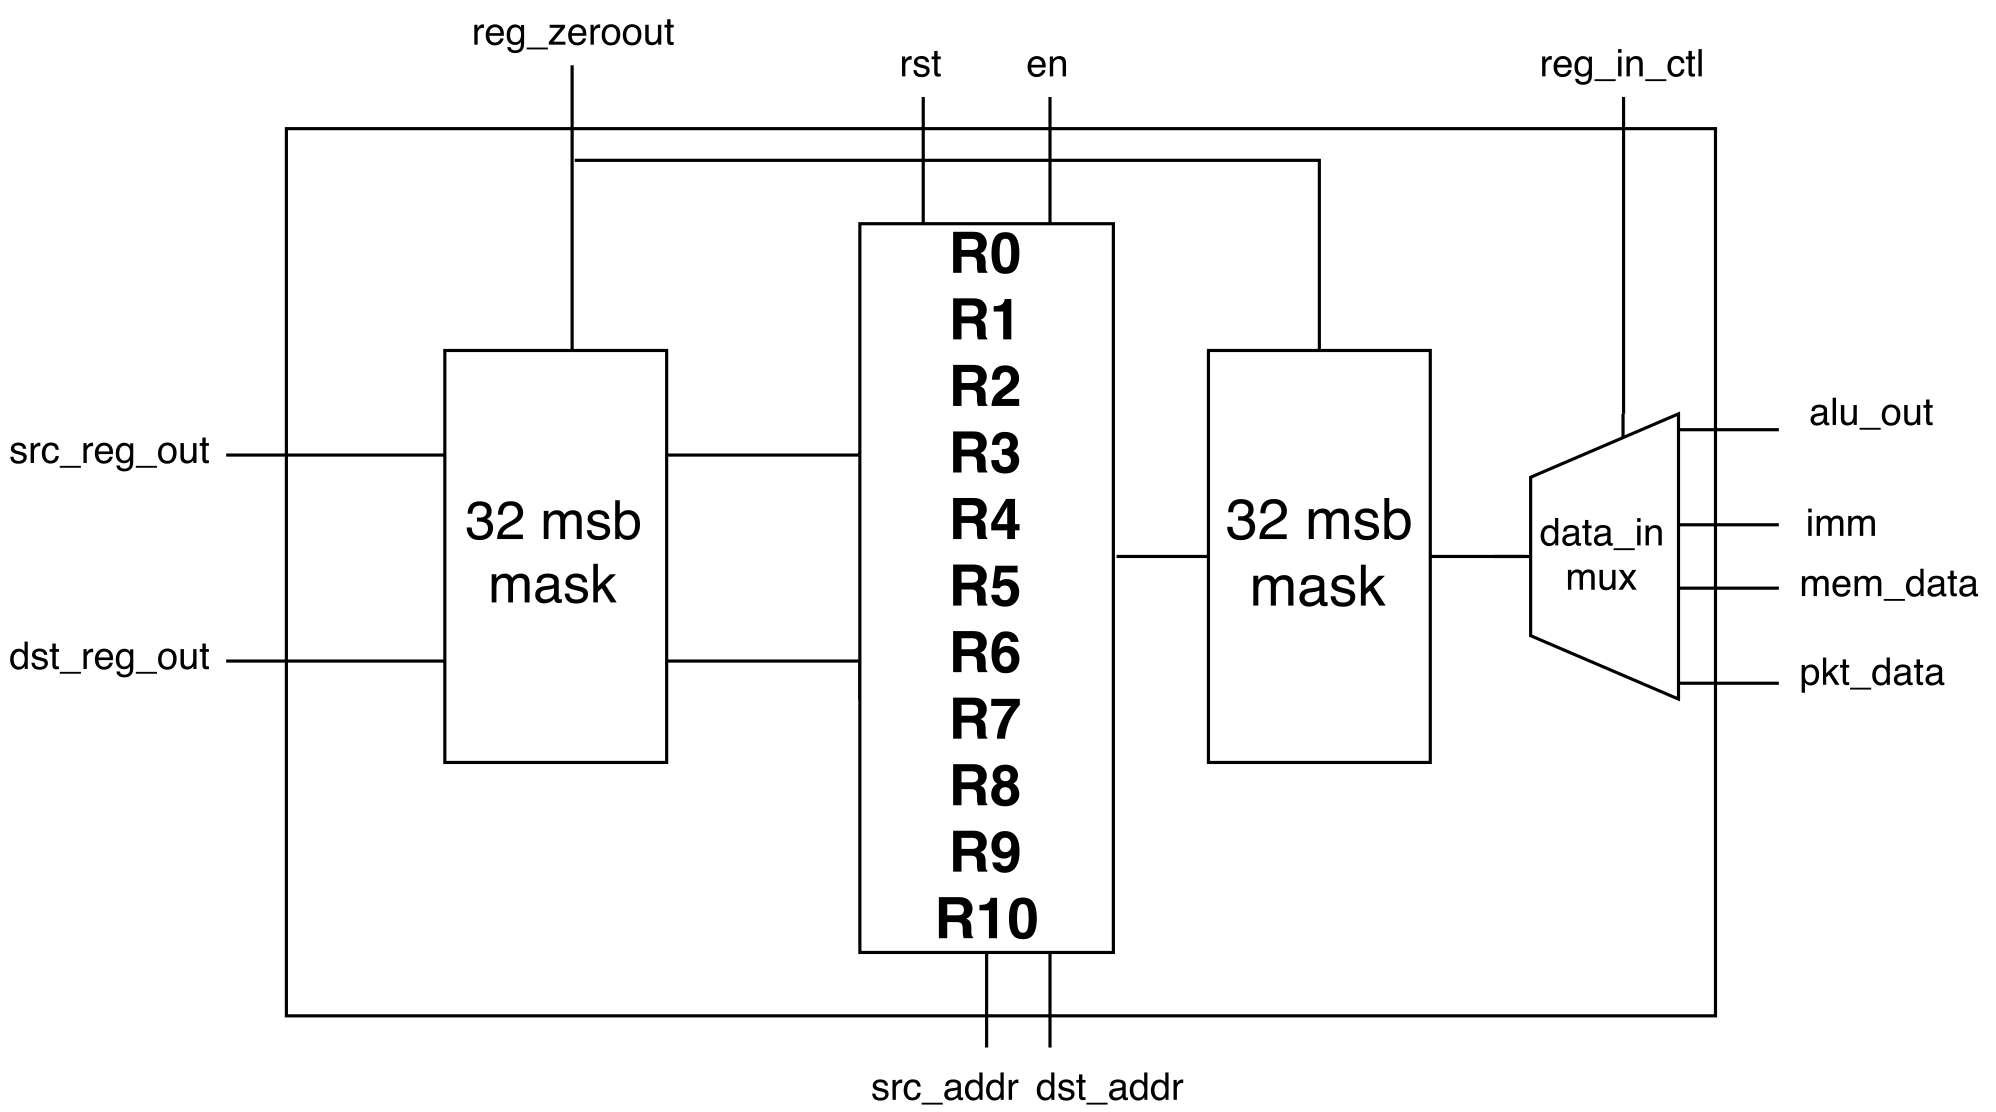 reg_zeroout
rst
en
reg_in_ctl
R0
R1
R2
R3
R4
R5
R6
R7
R8
R9
R10
src_reg_out
dst_reg_out
32 msb
mask
32 msb
mask
data_in
mux
alu_out
imm
mem_data
pkt_data
src_addr
dst_addr